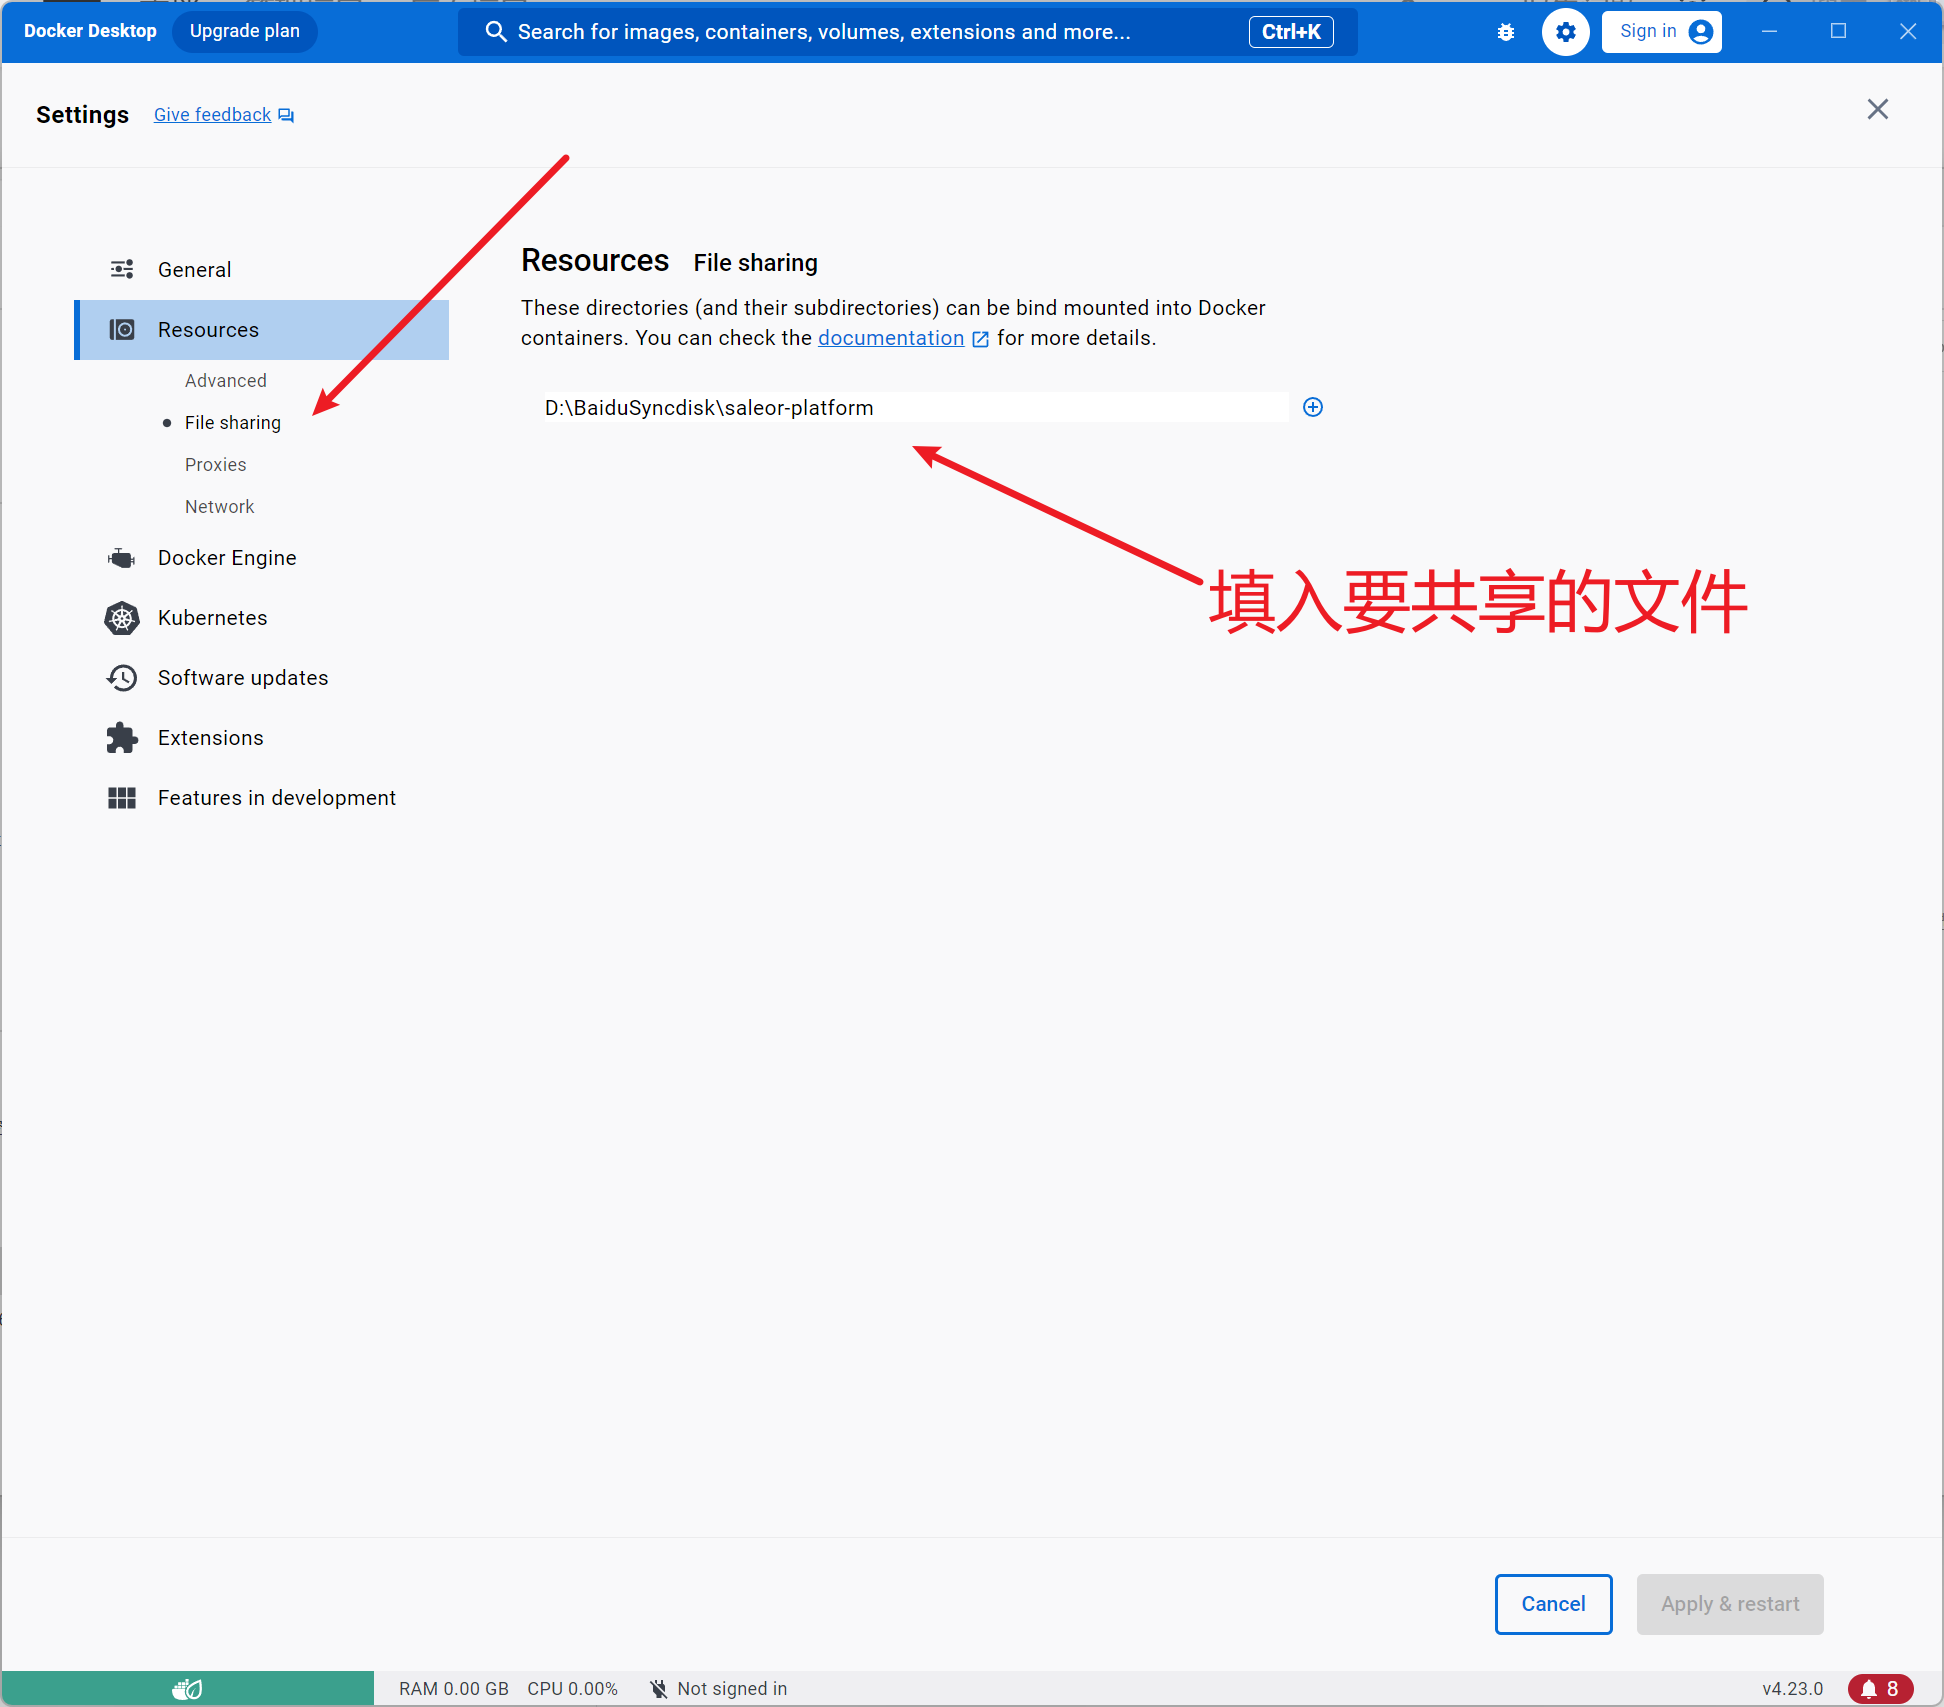 Docker Desktop
Upgrade plan
Search for images, containers, volumes, extensions and more...
Ctrl+K
Sign in
Settings
Give feedback
General
Resources
Advanced
File sharing
Proxies
Network
Docker Engine
Kubernetes
Software updates
Extensions
Features in development
Resources File sharing
These directories (and their subdirectories) can be bind mounted into Docker
containers. You can check the documentation for more details.
D:\BaiduSyncdisk\saleor-platform
填入要共享的文件
Cancel
Apply & restart
RAM 0.00 GB CPU 0.00% Not signed in
v4.23.0
8